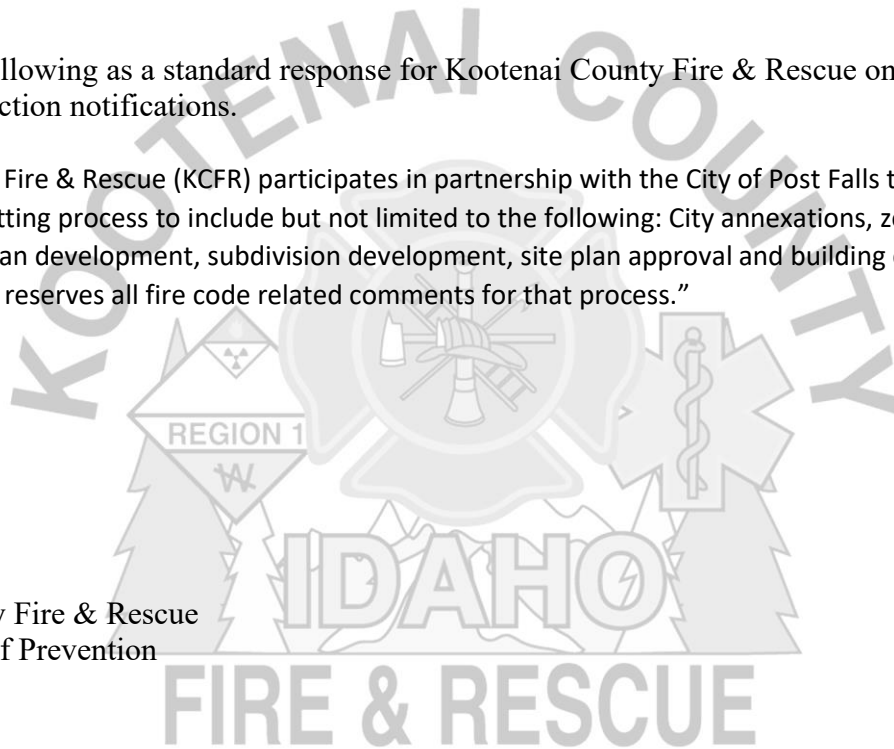 llowing as a standard response for Kootenai County Fire & Rescue on
ction notifications.
Fire & Rescue (KCFR) participates in partnership with the City of Post Falls t
tting process to include but not limited to the following: City annexations, z
an development, subdivision development, site plan approval and building
reserves all fire code related comments for that process.”
KOOTENAI COUNTY
REGION 1
W
IDAHO
y Fire & Rescue
f Prevention
FIRE & RESCUE